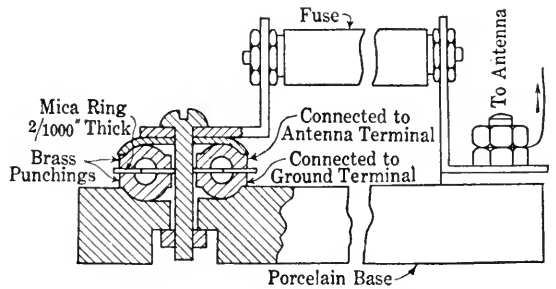 Fuse
To Antenna
Mica Ring
2/1000" Thick
Brass
Punchings
Connected to
Antenna Terminal
Connected to
Ground Terminal
Porcelain Base